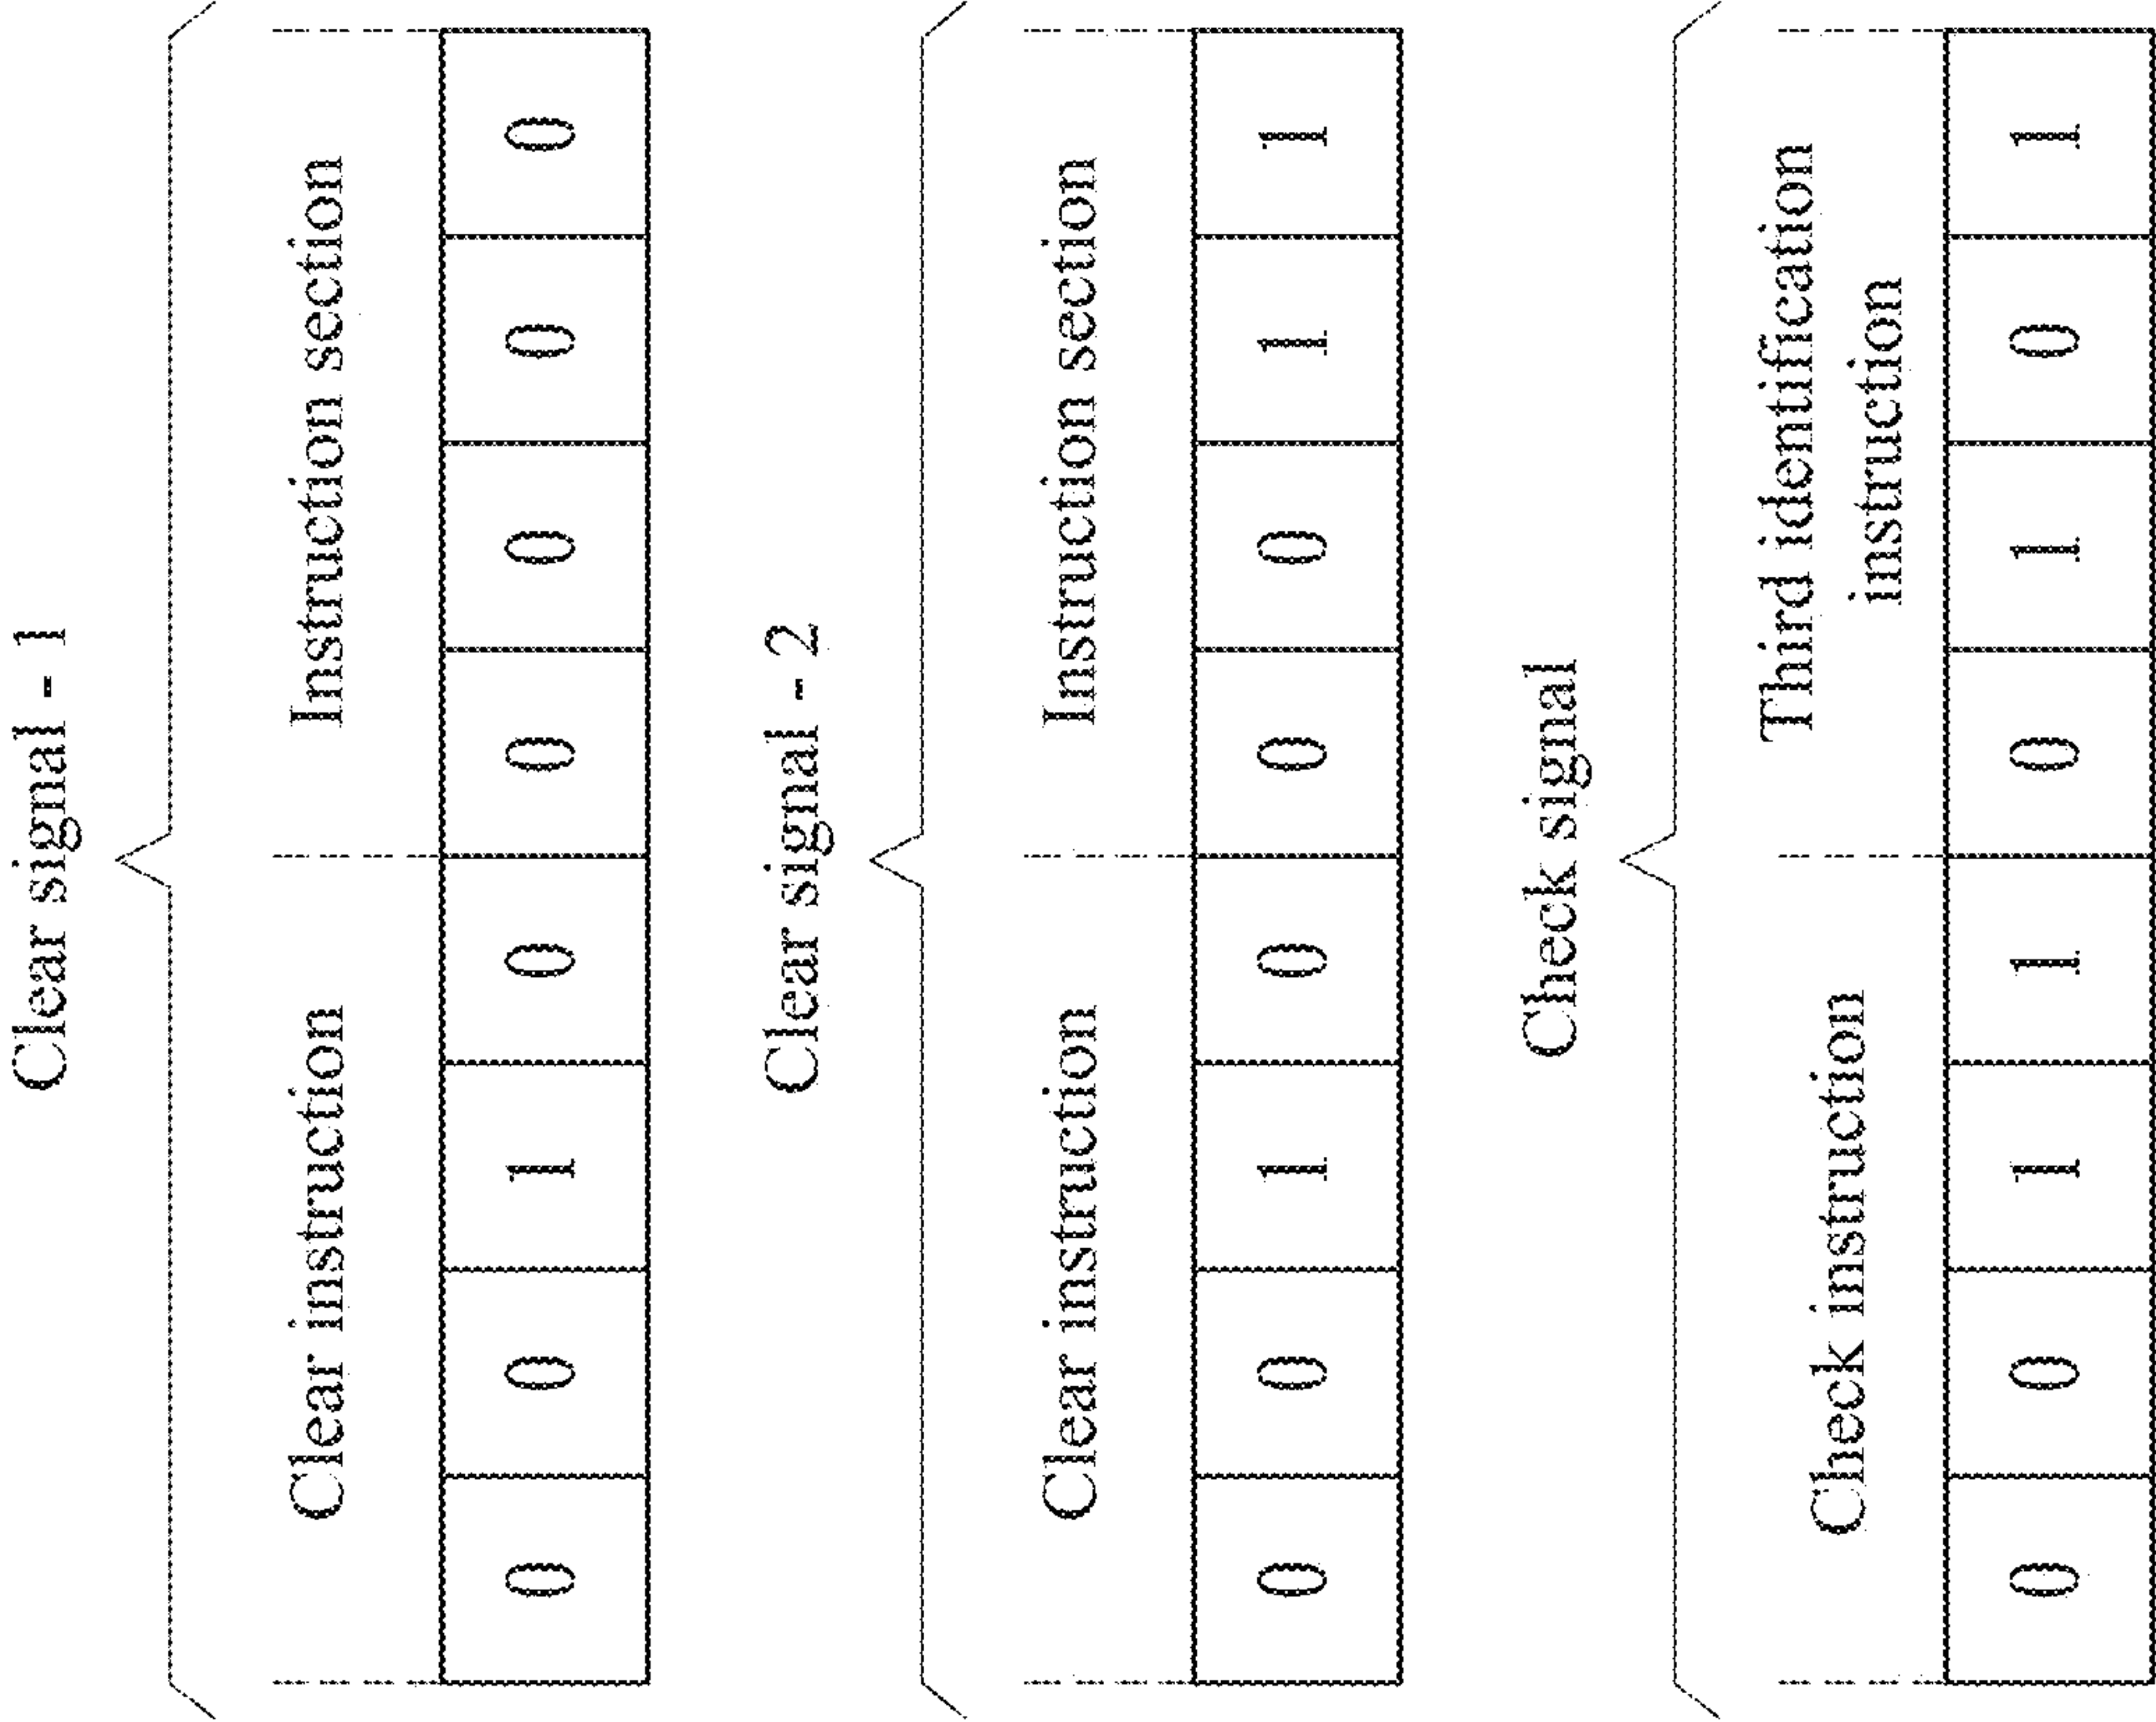 Clear signal - 1
Clear instruction Instruction section
0 0 1 0 0 0 0 0
Clear signal - 2
Clear instruction Instruction section
0 0 1 0 0 0 1 1
Check signal
Check instruction Third identification
instruction
0 0 1 1 0 1 0 1